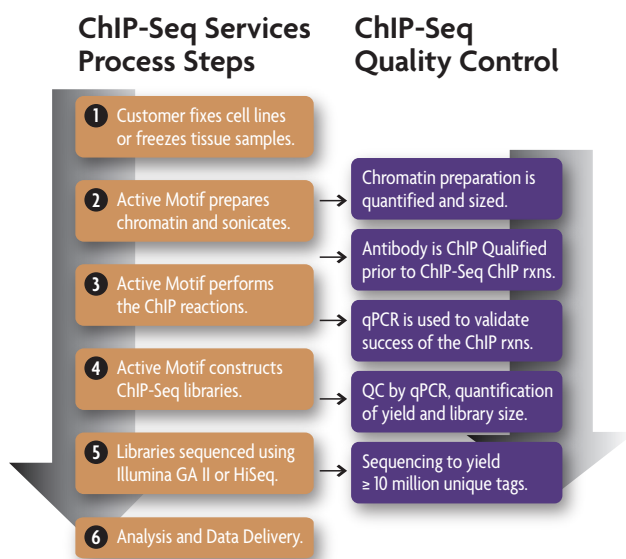 ChIP-Seq Services
Process Steps
ChIP-Seq
Quality Control
1 Customer fixes cell lines
or freezes tissue samples.
2 Active Motif prepares
chromatin and sonicates.
Chromatin preparation is
quantified and sized.
Antibody is ChIP Qualified
prior to ChIP-Seq ChIP rxns.
3 Active Motif performs
the ChIP reactions.
qPCR is used to validate
success of the ChIP rxns.
4 Active Motif constructs
ChIP-Seq libraries.
QC by qPCR, quantification
of yield and library size.
5 Libraries sequenced using
Illumina GA II or HiSeq.
Sequencing to yield
≥ 10 million unique tags.
6 Analysis and Data Delivery.